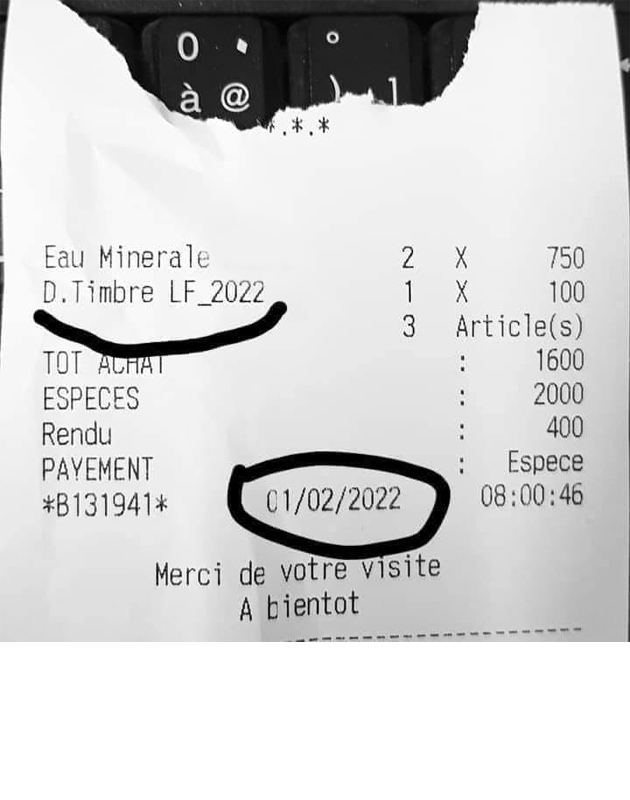 0
à @
°
)
]
*.*.*
Eau Minerale 2 X 750
D.Timbre LF_2022 1 X 100
3 Article(s)
TOT ACHAT : 1600
ESPECES : 2000
Rendu : 400
PAYEMENT : Espece
*B131941* 01/02/2022 08:00:46
Merci de votre visite
A bientot
--------------------------------